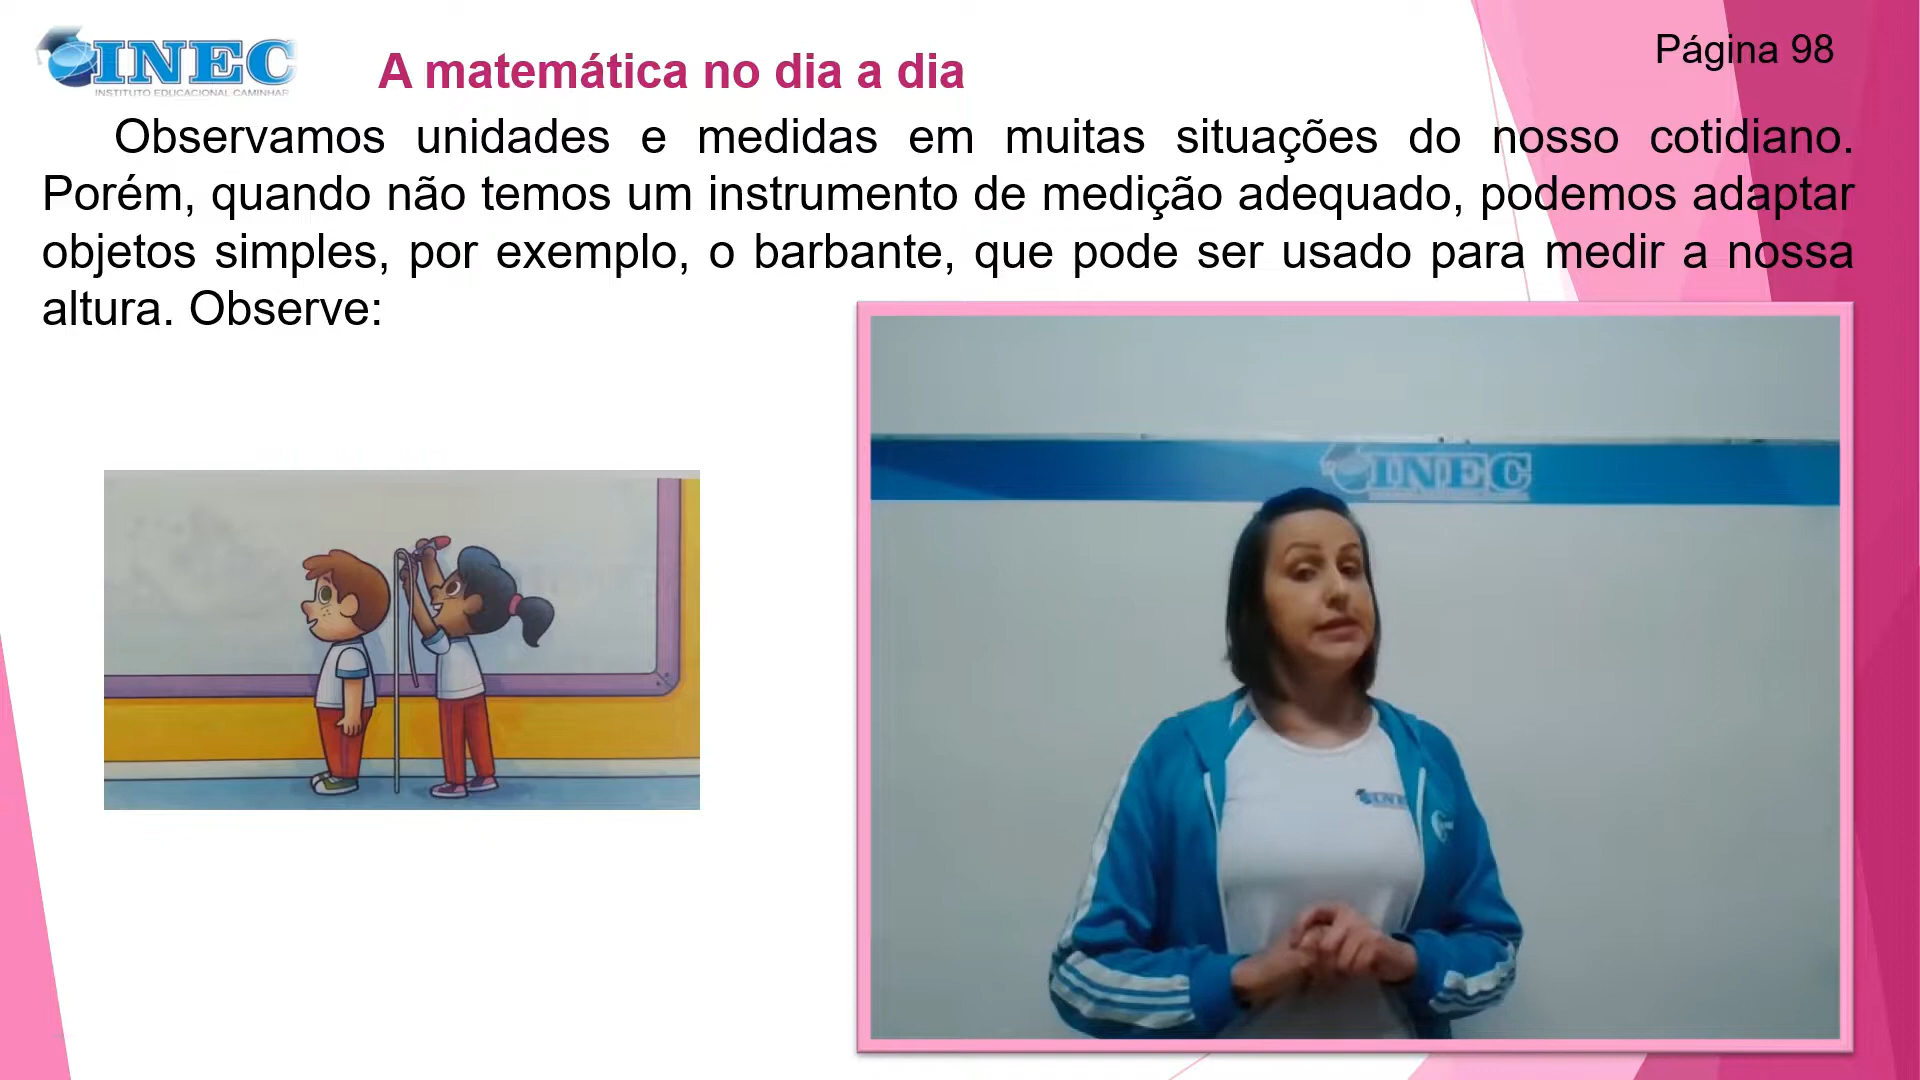 INEC
INSTITUTO EDUCACIONAL CAMINHAR
A matemática no dia a dia
Página 98
Observamos unidades e medidas em muitas situações do nosso cotidiano.
Porém, quando não temos um instrumento de medição adequado, podemos adaptar
objetos simples, por exemplo, o barbante, que pode ser usado para medir a nossa
altura. Observe:
INEC
INEC